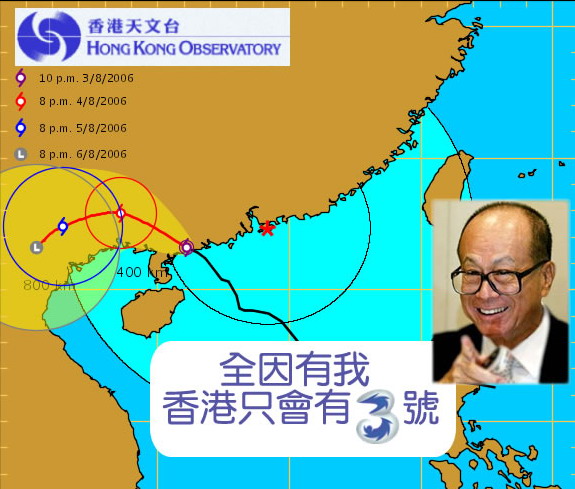 香港天文台
HONG KONG OBSERVATORY
10 p.m. 3/8/2006
8 p.m. 4/8/2006
8 p.m. 5/8/2006
L 8 p.m. 6/8/2006
L
400 km
800 km
全因有我
香港只會有3號